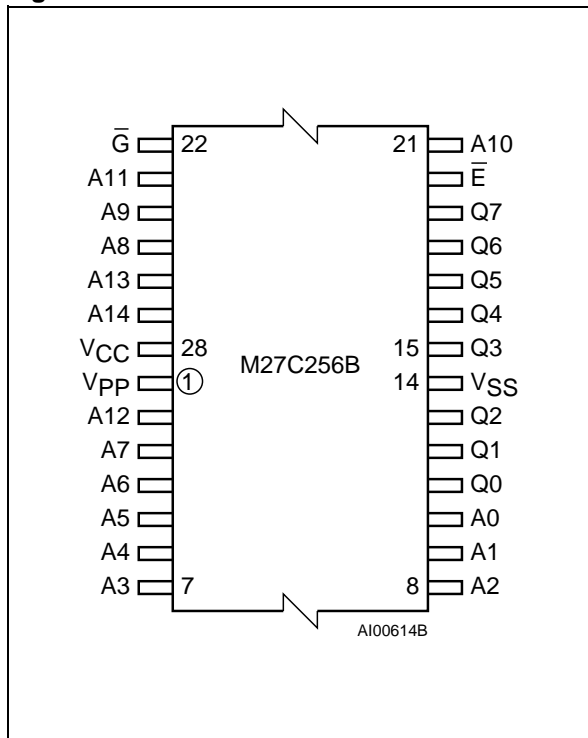 G̅ 22 21 A10
A11 E̅
A9 Q7
A8 Q6
A13 Q5
A14 Q4
VCC 28 15 Q3
M27C256B
VPP 1 14 VSS
A12 Q2
A7 Q1
A6 Q0
A5 A0
A4 A1
A3 7 8 A2
AI00614B